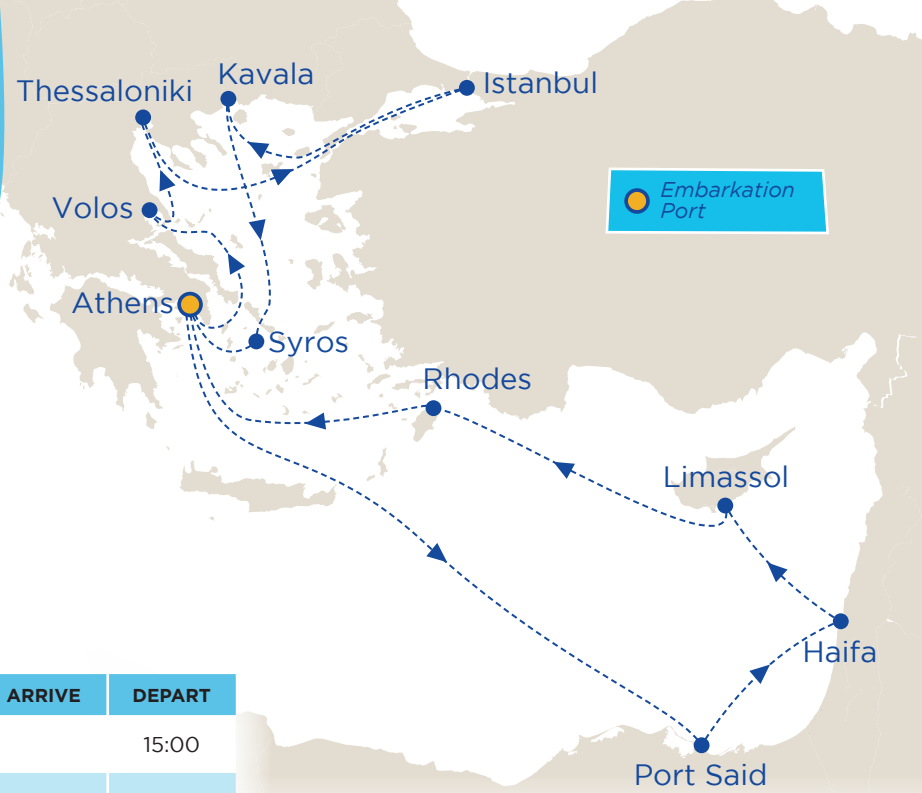 Kavala
Istanbul
Thessaloniki
Embarkation
Port
Volos
Athens
Syros
Rhodes
Limassol
Haifa
ARRIVE DEPART
15:00
Port Said